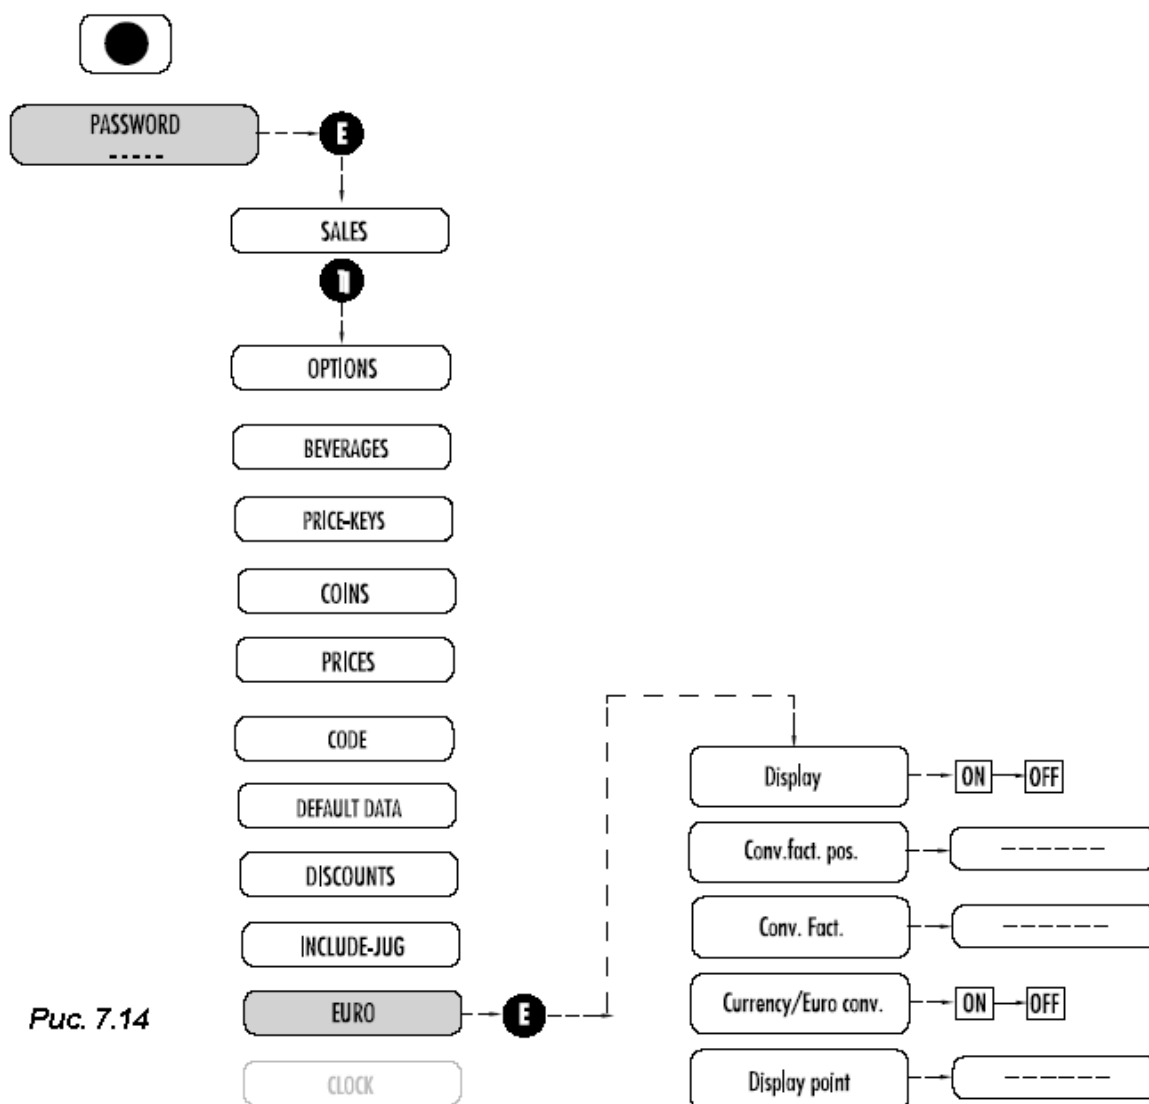 PASSWORD
-----
E
SALES
OPTIONS
BEVERAGES
PRICE-KEYS
COINS
PRICES
CODE
DEFAULT DATA
DISCOUNTS
INCLUDE-JUG
EURO
E
CLOCK
Display
ON
OFF
Conv.fact. pos.
------
Conv. Fact.
------
Currency/Euro conv.
ON
OFF
Display point
------
Рис. 7.14